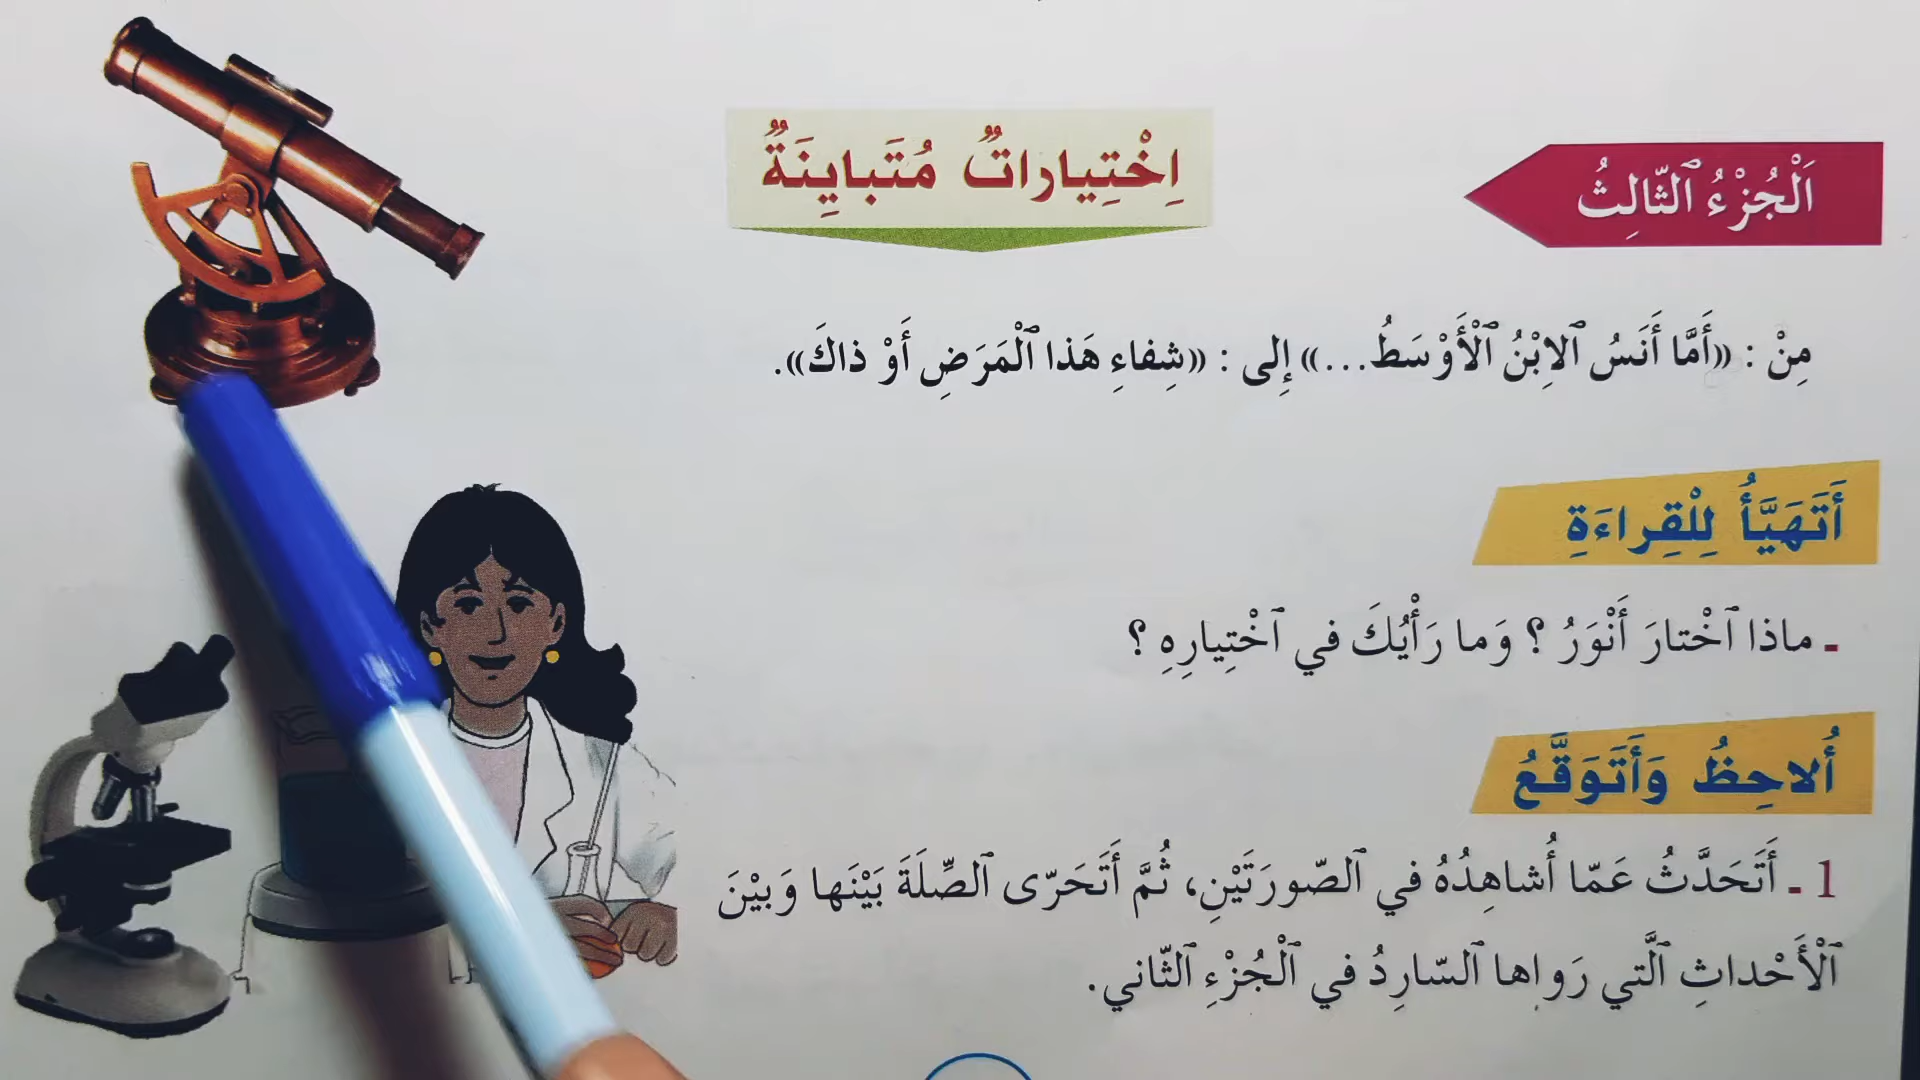 اَلْجُزْءُ ٱلثّالِثُ
اِخْتِياراتٌ مُتَبايِنَةٌ
مِنْ : «أَمَّا أَنَسُ ٱلِابْنُ ٱلْأَوْسَطُ...» إِلى : «شِفاءِ هَذا ٱلْمَرَضِ أَوْ ذاكَ».
أَتَهَيَّأُ لِلْقِراءَةِ
- ماذا ٱخْتارَ أَنْوَرُ ؟ وَما رَأْيُكَ في ٱخْتِيارِهِ ؟
أُلاحِظُ وَأَتَوَقَّعُ
1 - أَتَحَدَّثُ عَمّا أُشاهِدُهُ في ٱلصّورَتَيْنِ، ثُمَّ أَتَحَرّى ٱلصِّلَةَ بَيْنَها وَبَيْنَ
ٱلْأَحْداثِ ٱلَّتي رَواها ٱلسّارِدُ في ٱلْجُزْءِ ٱلثّاني.